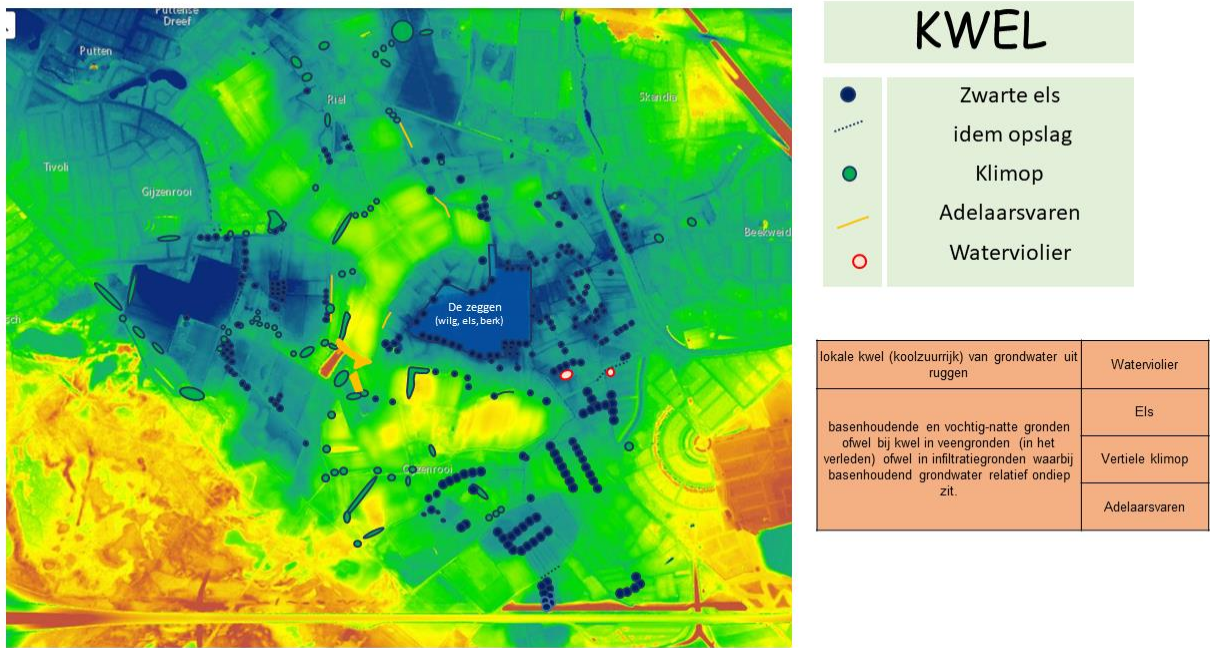 Puttense
Dreef
Putten
Riel
Skandia
Tivoli
Gijzenrooi
Beekweid
sch
De zeggen
(wilg, els, berk)
KWEL
Zwarte els
idem opslag
Klimop
Adelaarsvaren
Waterviolier
lokale kwel (koolzuurrijk) van grondwater uit
ruggen
Waterviolier
basenhoudende en vochtig-natte gronden
ofwel bij kwel in veengronden (in het
verleden) ofwel in infiltratiegronden waarbij
basenhoudend grondwater relatief ondiep
zit.
Els
Vertiele klimop
Adelaarsvaren